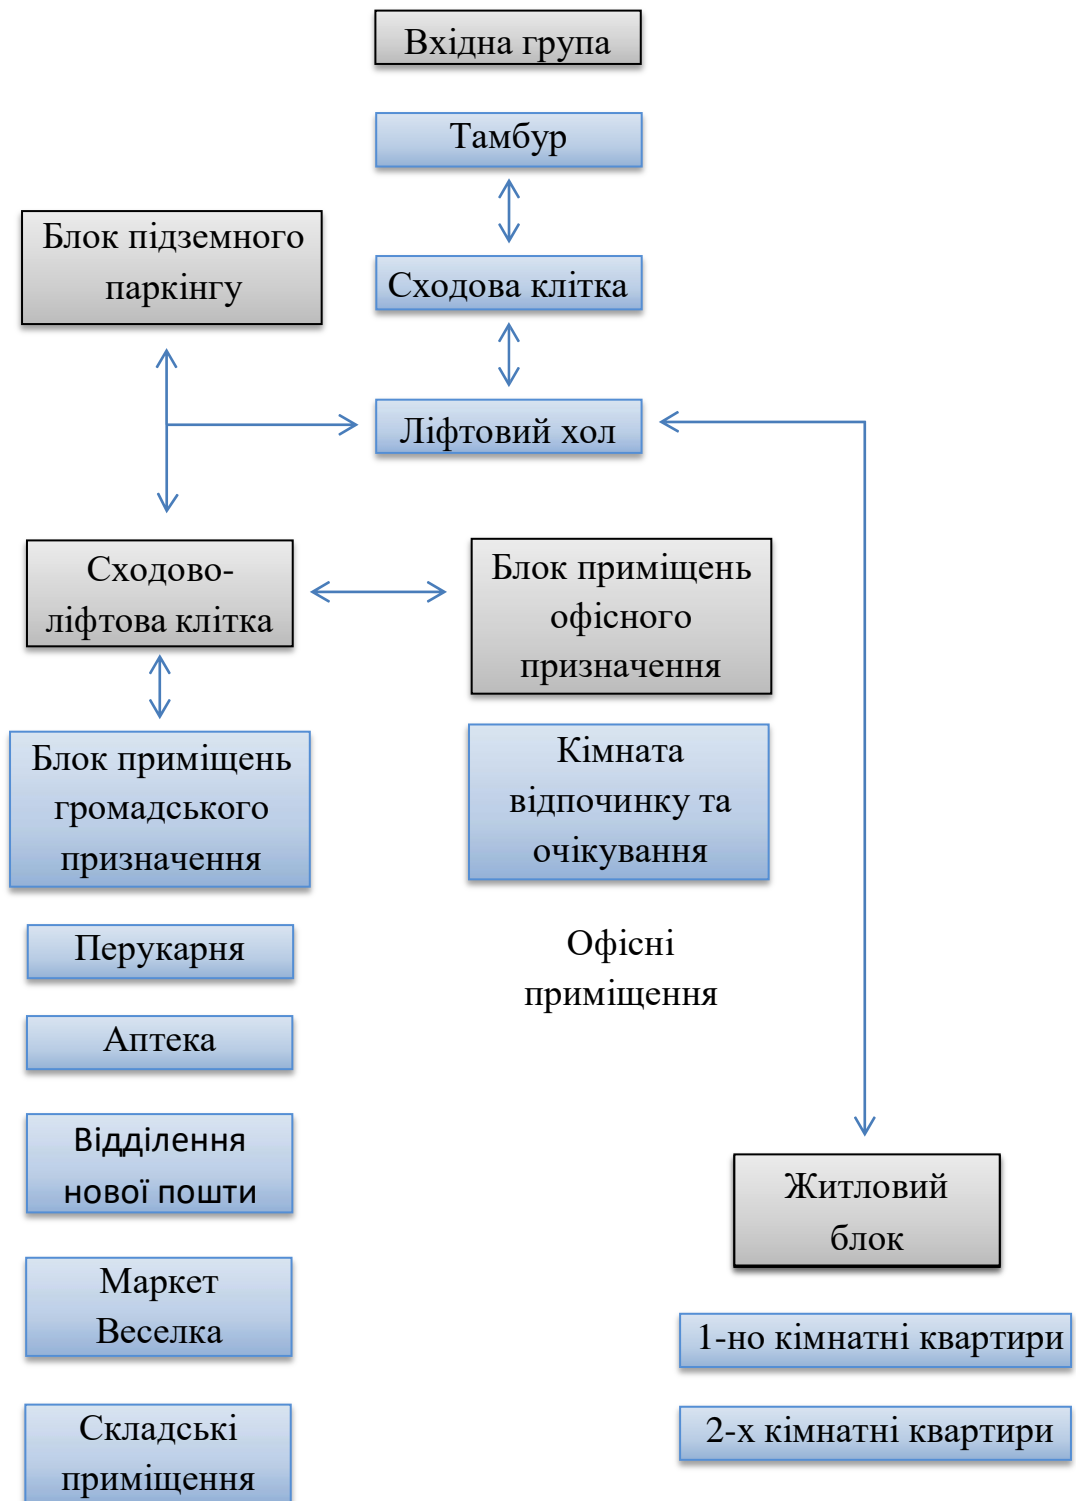 Вхідна група
Тамбур
Блок підземного
паркінгу
Сходова клітка
Ліфтовий хол
Сходово-
ліфтова клітка
Блок приміщень
офісного
призначення
Блок приміщень
громадського
призначення
Кімната
відпочинку та
очікування
Перукарня
Офісні
приміщення
Аптека
Відділення
нової пошти
Маркет
Веселка
Складські
приміщення
Житловий
блок
1-но кімнатні квартири
2-х кімнатні квартири